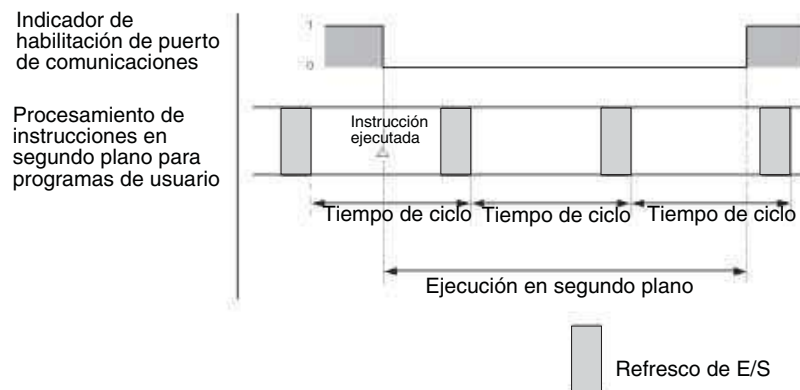 Indicador de
habilitación de puerto
de comunicaciones
1
0
Procesamiento de
instrucciones en
segundo plano para
programas de usuario
Instrucción
ejecutada
Tiempo de ciclo Tiempo de ciclo Tiempo de ciclo
Ejecución en segundo plano
Refresco de E/S